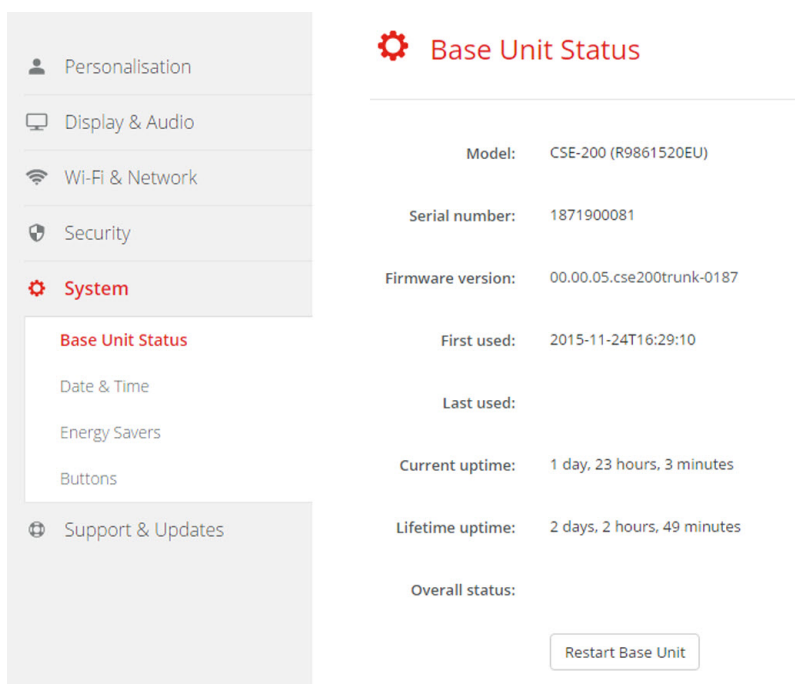 Personalisation
Display & Audio
Wi-Fi & Network
Security
System
Base Unit Status
Date & Time
Energy Savers
Buttons
Support & Updates
Base Unit Status
Model: CSE-200 (R9861520EU)
Serial number: 1871900081
Firmware version: 00.00.05.cse200trunk-0187
First used: 2015-11-24T16:29:10
Last used:
Current uptime: 1 day, 23 hours, 3 minutes
Lifetime uptime: 2 days, 2 hours, 49 minutes
Overall status:
Restart Base Unit